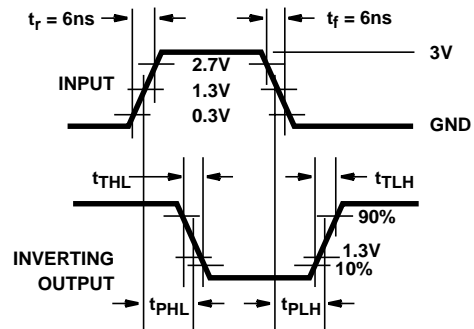 tr = 6ns
tf = 6ns
3V
2.7V
INPUT
1.3V
0.3V
GND
tTHL
tTLH
90%
INVERTING
OUTPUT
1.3V
10%
tPHL
tPLH